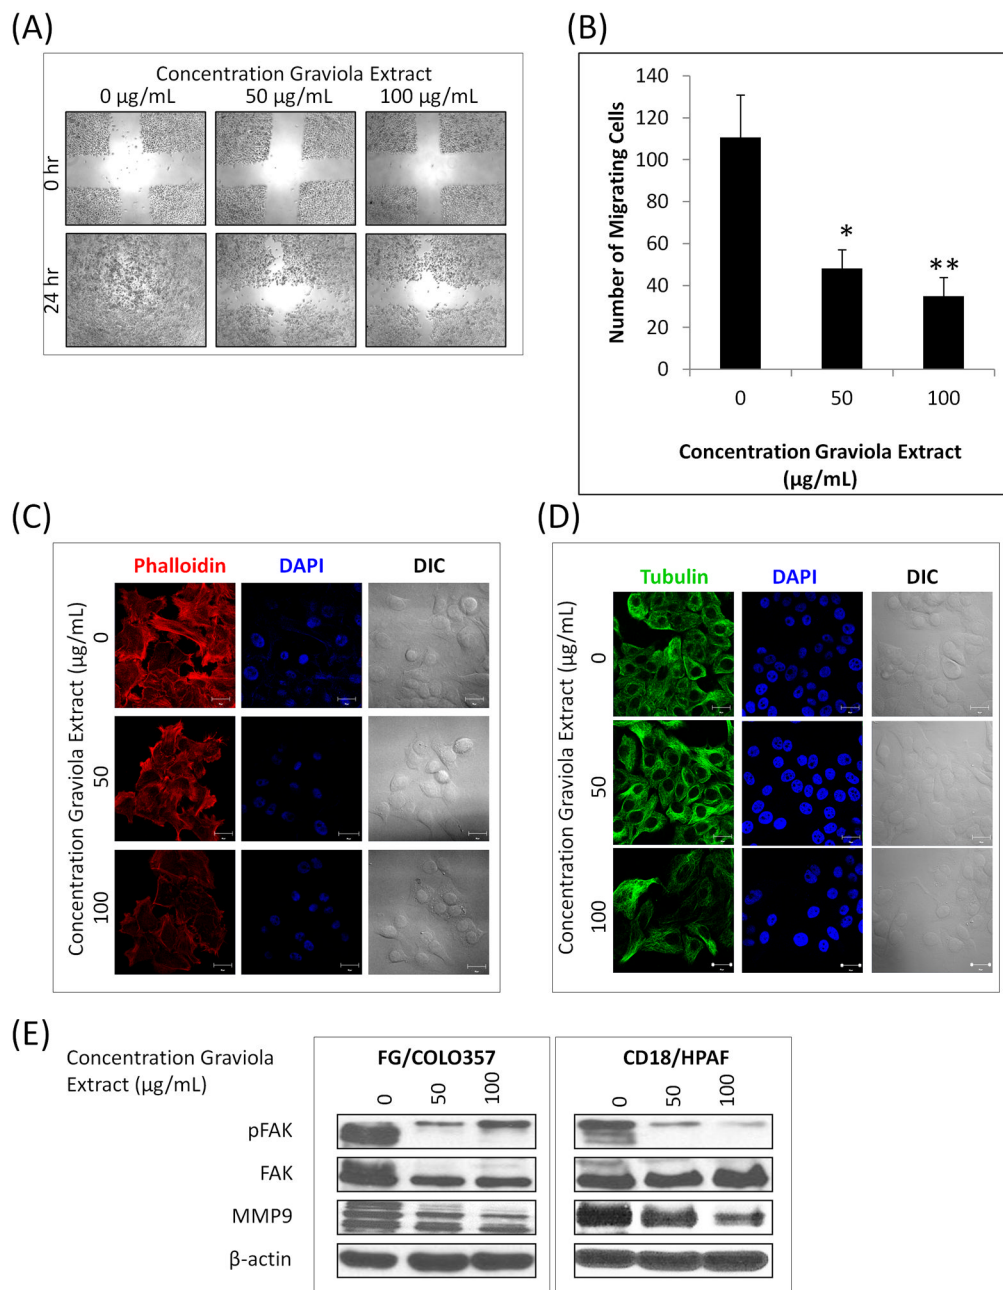 (A)
Concentration Graviola Extract
0 µg/mL 50 µg/mL 100 µg/mL
0 hr
24 hr
(B)
140
120
100
80
60
40
20
0
Number of Migrating Cells
*
**
0 50 100
Concentration Graviola Extract
(µg/mL)
(C)
Phalloidin DAPI DIC
Concentration Graviola Extract (µg/mL)
0
50
100
(D)
Tubulin DAPI DIC
Concentration Graviola Extract (µg/mL)
0
50
100
(E)
Concentration Graviola
Extract (µg/mL)
FG/COLO357 CD18/HPAF
0 50 100 0 50 100
pFAK
FAK
MMP9
β-actin